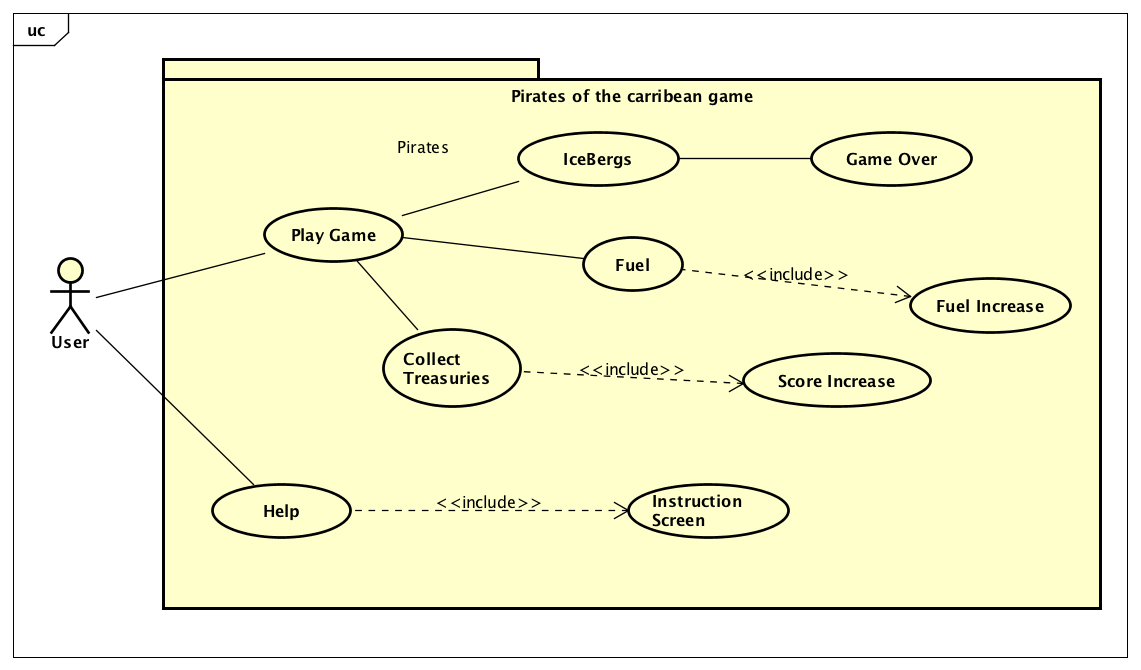 uc
Pirates of the carribean game
Pirates
IceBergs
Game Over
Play Game
Fuel
<<include>>
Fuel Increase
User
Collect
Treasuries
<<include>>
Score Increase
Help
<<include>>
Instruction
Screen